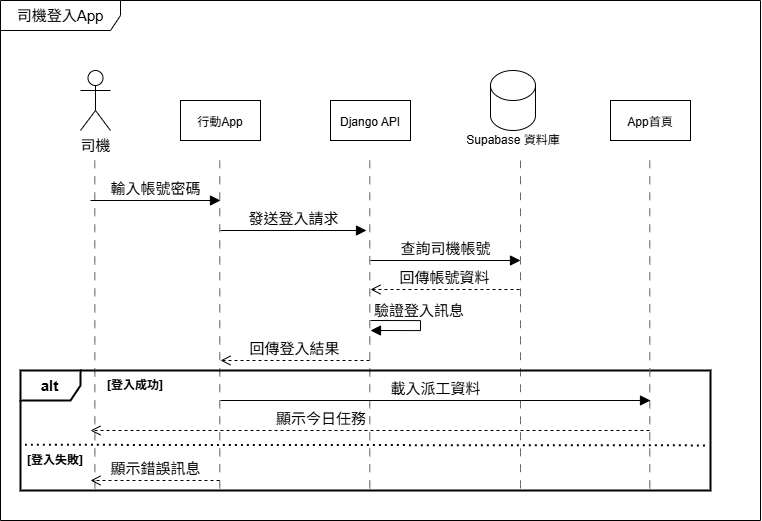 司機登入App
司機
行動App
Django API
Supabase 資料庫
App首頁
輸入帳號密碼
發送登入請求
查詢司機帳號
回傳帳號資料
驗證登入訊息
回傳登入結果
alt
[登入成功]
載入派工資料
顯示今日任務
[登入失敗]
顯示錯誤訊息